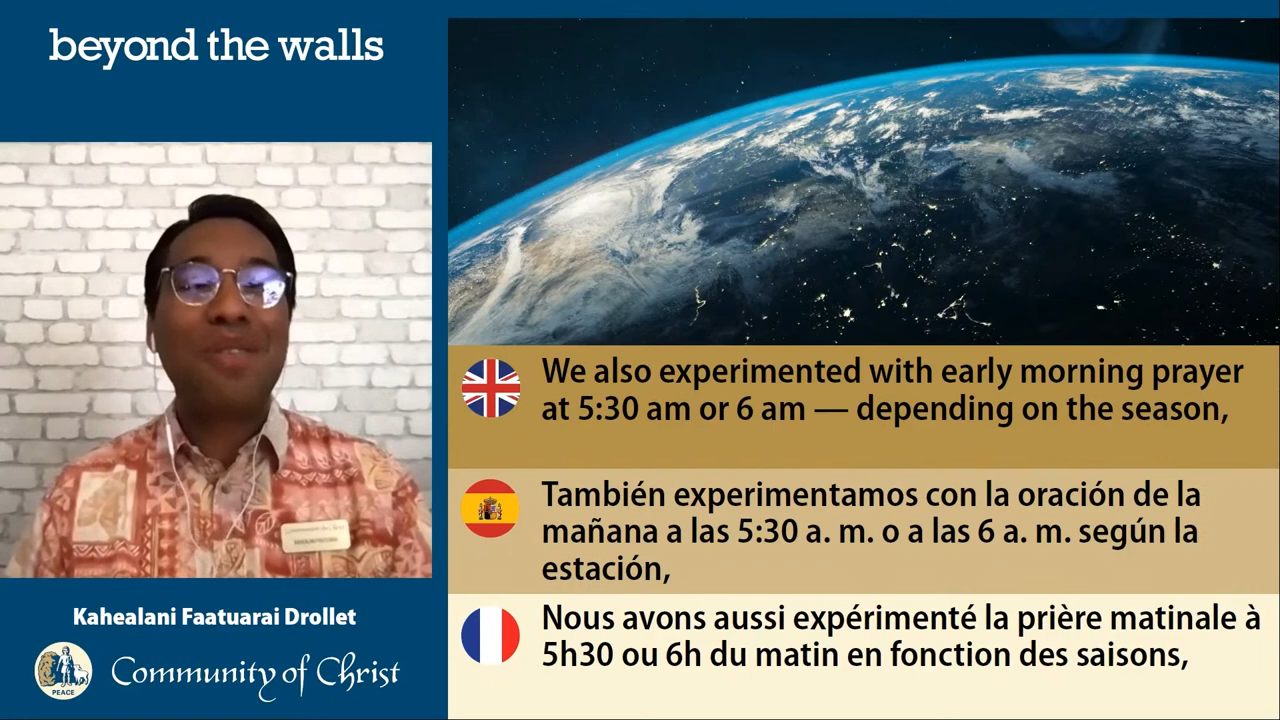 beyond the walls
We also experimented with early morning prayer
at 5:30 am or 6 am — depending on the season,
También experimentamos con la oración de la
mañana a las 5:30 a. m. o a las 6 a. m. según la
estación,
Nous avons aussi expérimenté la prière matinale à
5h30 ou 6h du matin en fonction des saisons,
Kahealani Faatuarai Drollet
PEACE
Community of Christ